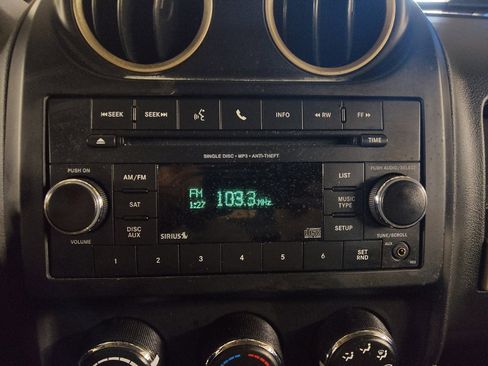 ⏮SEEK SEEK⏭ INFO ◀◀ RW FF ▶▶
TIME
SINGLE DISC • MP3 • ANTI-THEFT
PUSH ON AM/FM LIST PUSH AUDIO/SELECT
FM 103.3 MHz
1:27
SAT MUSIC TYPE
DISC AUX SETUP
VOLUME SIRIUS TUNE/SCROLL
AUX
1 2 3 4 5 6 SET RND